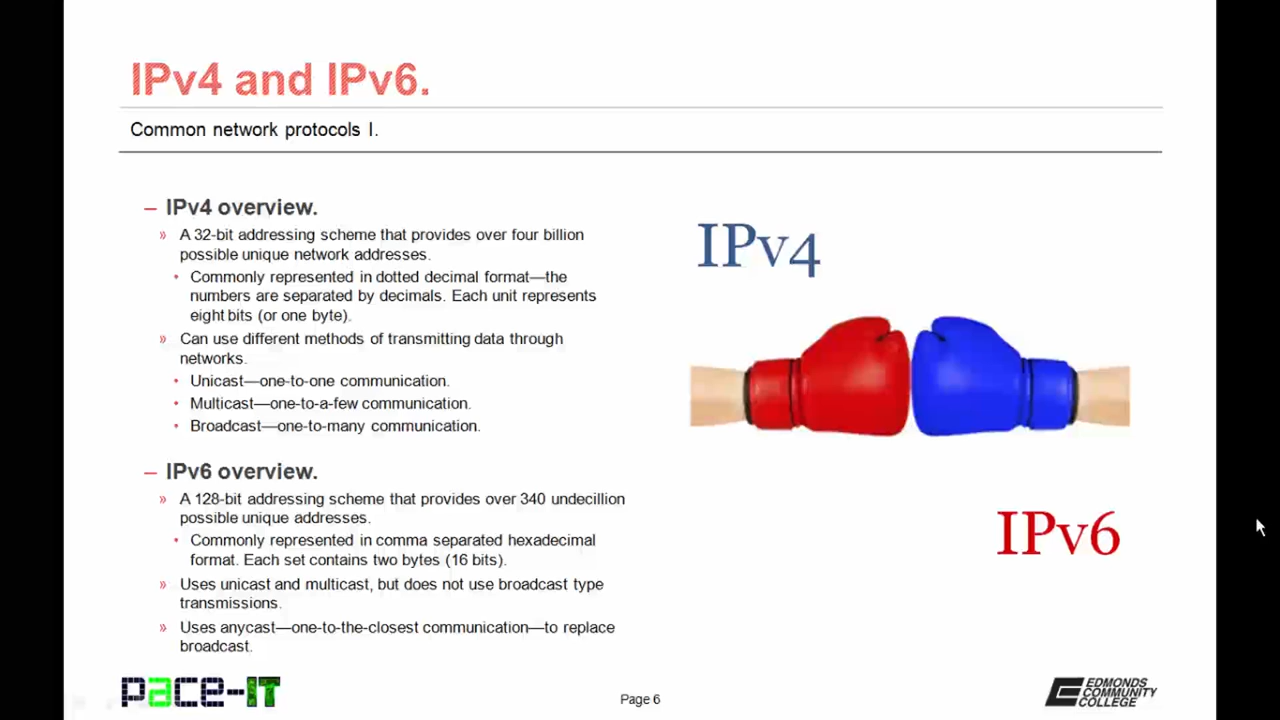 IPv4 and IPv6.
Common network protocols I.
– IPv4 overview.
» A 32-bit addressing scheme that provides over four billion
possible unique network addresses.
• Commonly represented in dotted decimal format—the
numbers are separated by decimals. Each unit represents
eight bits (or one byte).
» Can use different methods of transmitting data through
networks.
• Unicast—one-to-one communication.
• Multicast—one-to-a-few communication.
• Broadcast—one-to-many communication.
– IPv6 overview.
» A 128-bit addressing scheme that provides over 340 undecillion
possible unique addresses.
• Commonly represented in comma separated hexadecimal
format. Each set contains two bytes (16 bits).
» Uses unicast and multicast, but does not use broadcast type
transmissions.
» Uses anycast—one-to-the-closest communication—to replace
broadcast.
IPv4
IPv6
pace-IT
Page 6
EDMONDS
COMMUNITY
COLLEGE